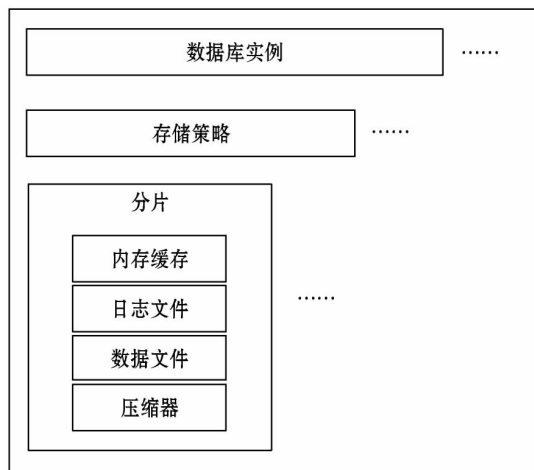 数据库实例 ……
存储策略 ……
分片
内存缓存
日志文件
……
数据文件
压缩器